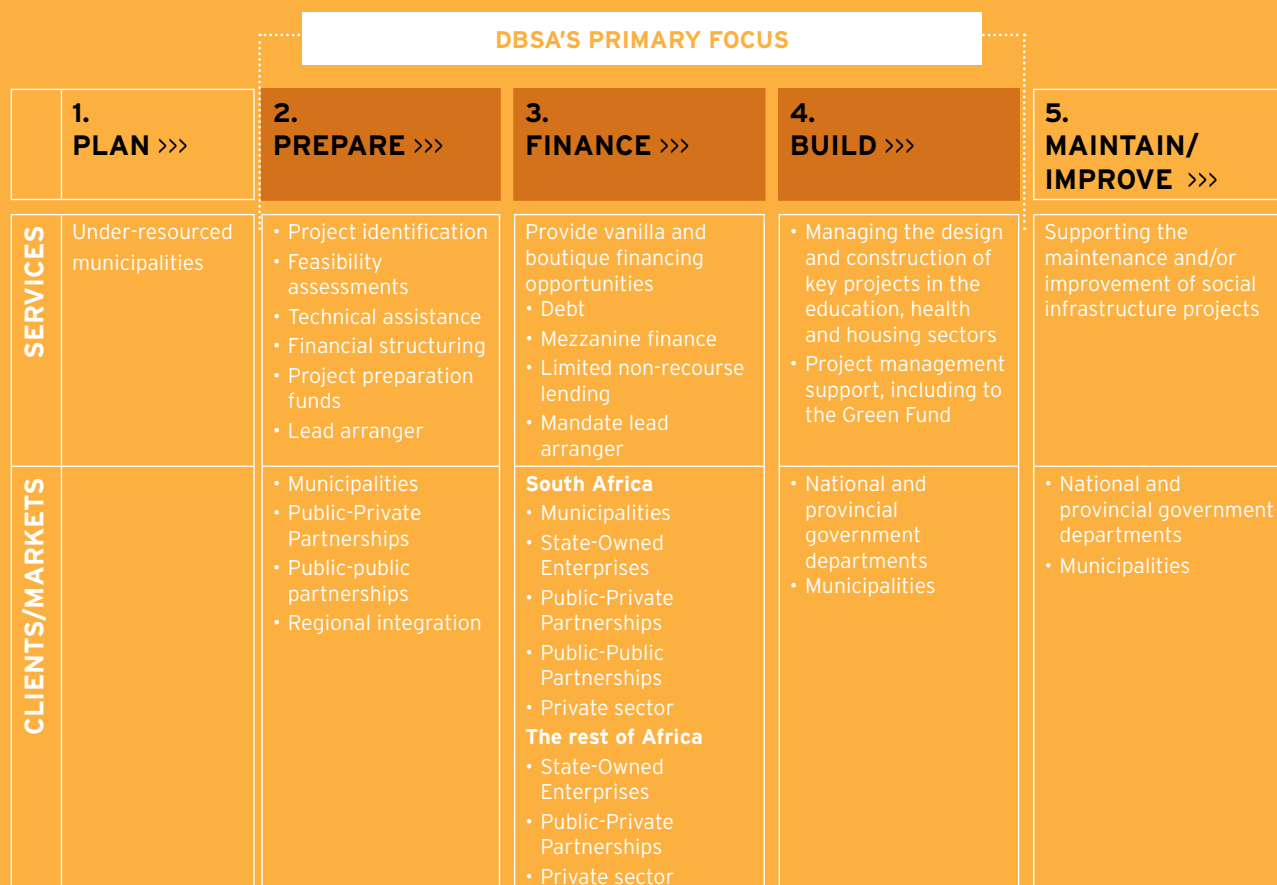 DBSA'S PRIMARY FOCUS
1.
PLAN >>>
2.
PREPARE >>>
3.
FINANCE >>>
4.
BUILD >>>
5.
MAINTAIN/
IMPROVE >>>
SERVICES
Under-resourced
municipalities
• Project identification
• Feasibility
assessments
• Technical assistance
• Financial structuring
• Project preparation
funds
• Lead arranger
Provide vanilla and
boutique financing
opportunities
• Debt
• Mezzanine finance
• Limited non-recourse
lending
• Mandate lead
arranger
• Managing the design
and construction of
key projects in the
education, health
and housing sectors
• Project management
support, including to
the Green Fund
Supporting the
maintenance and/or
improvement of social
infrastructure projects
CLIENTS/MARKETS
• Municipalities
• Public-Private
Partnerships
• Public-public
partnerships
• Regional integration
South Africa
• Municipalities
• State-Owned
Enterprises
• Public-Private
Partnerships
• Public-Public
Partnerships
• Private sector
The rest of Africa
• State-Owned
Enterprises
• Public-Private
Partnerships
• Private sector
• National and
provincial
government
departments
• Municipalities
• National and
provincial government
departments
• Municipalities